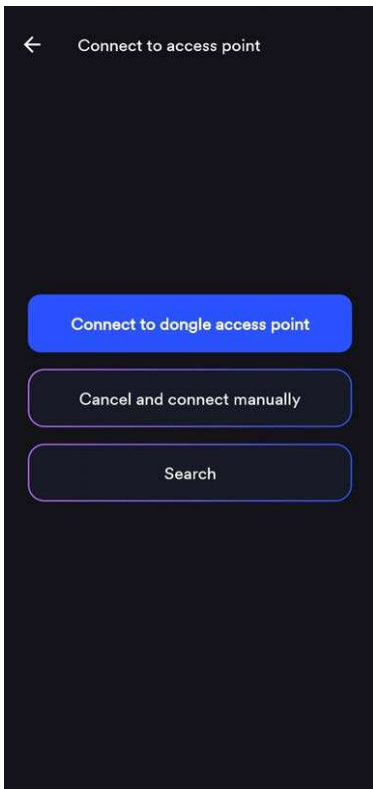 Connect to access point
Connect to dongle access point
Cancel and connect manually
Search